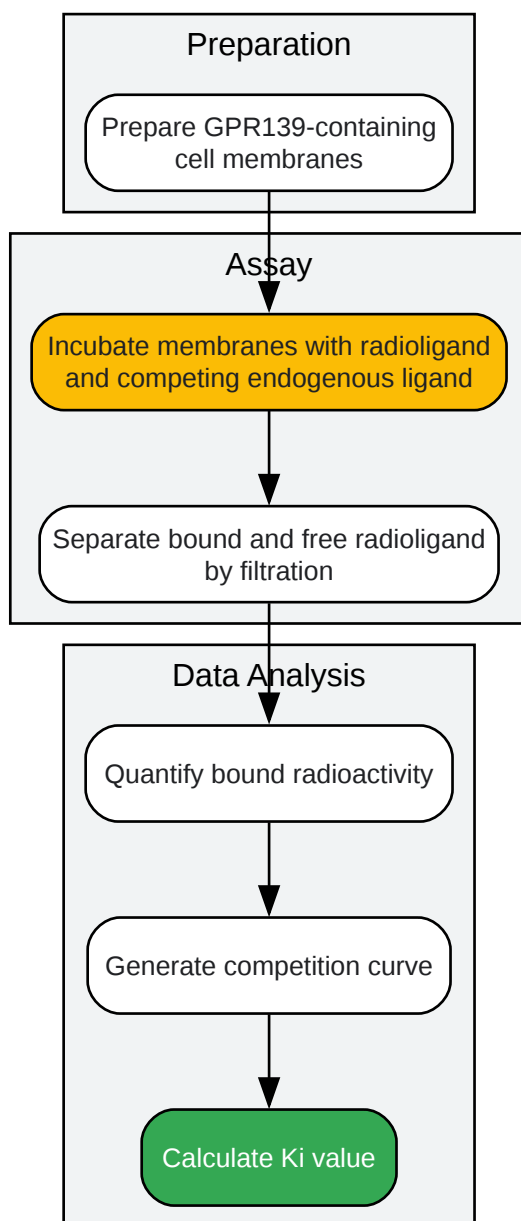 Preparation
Prepare GPR139-containing
cell membranes
Assay
Incubate membranes with radioligand
and competing endogenous ligand
Separate bound and free radioligand
by filtration
Data Analysis
Quantify bound radioactivity
Generate competition curve
Calculate Ki value